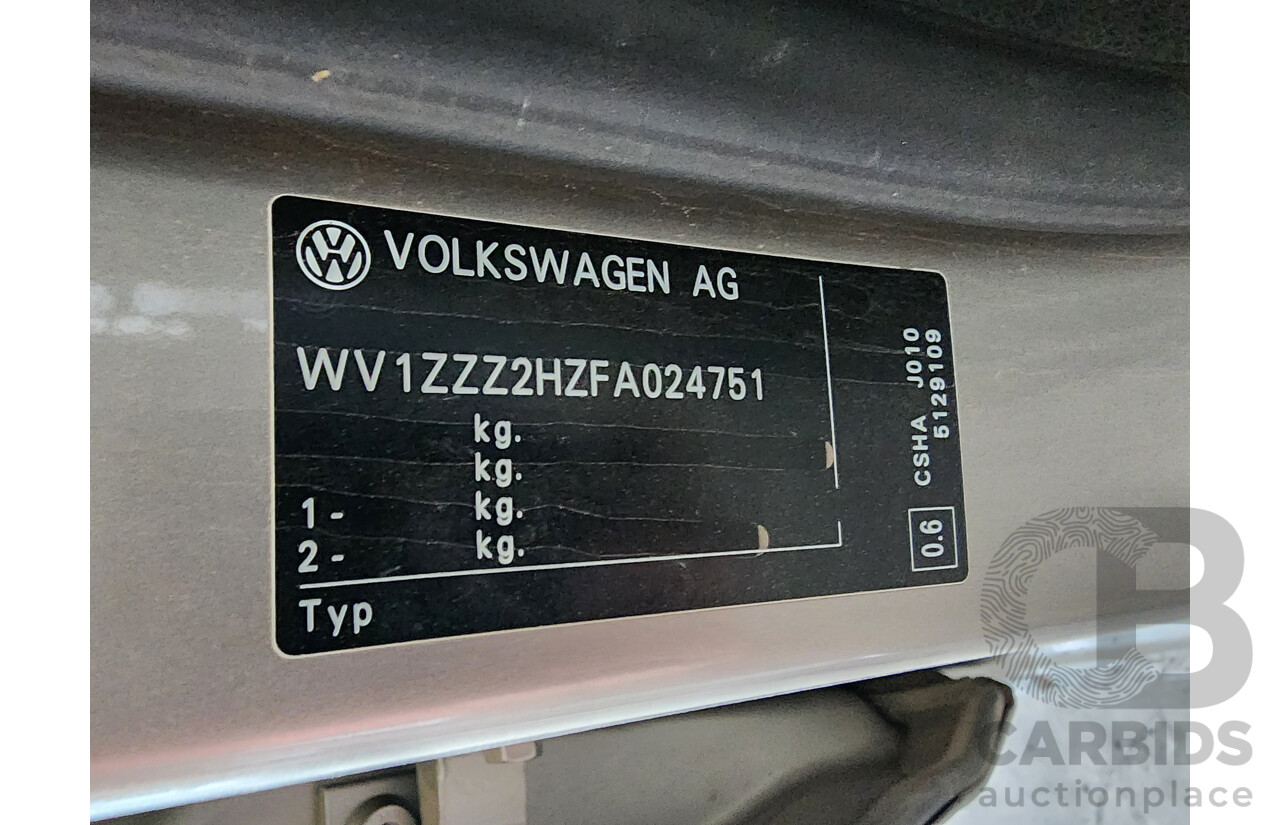 VOLKSWAGEN AG
WV1ZZZ2HZFA024751
kg.
kg.
1- kg.
2- kg.
Typ
CSHA J010
5129109
0.6
CARBIDS
auctionplace